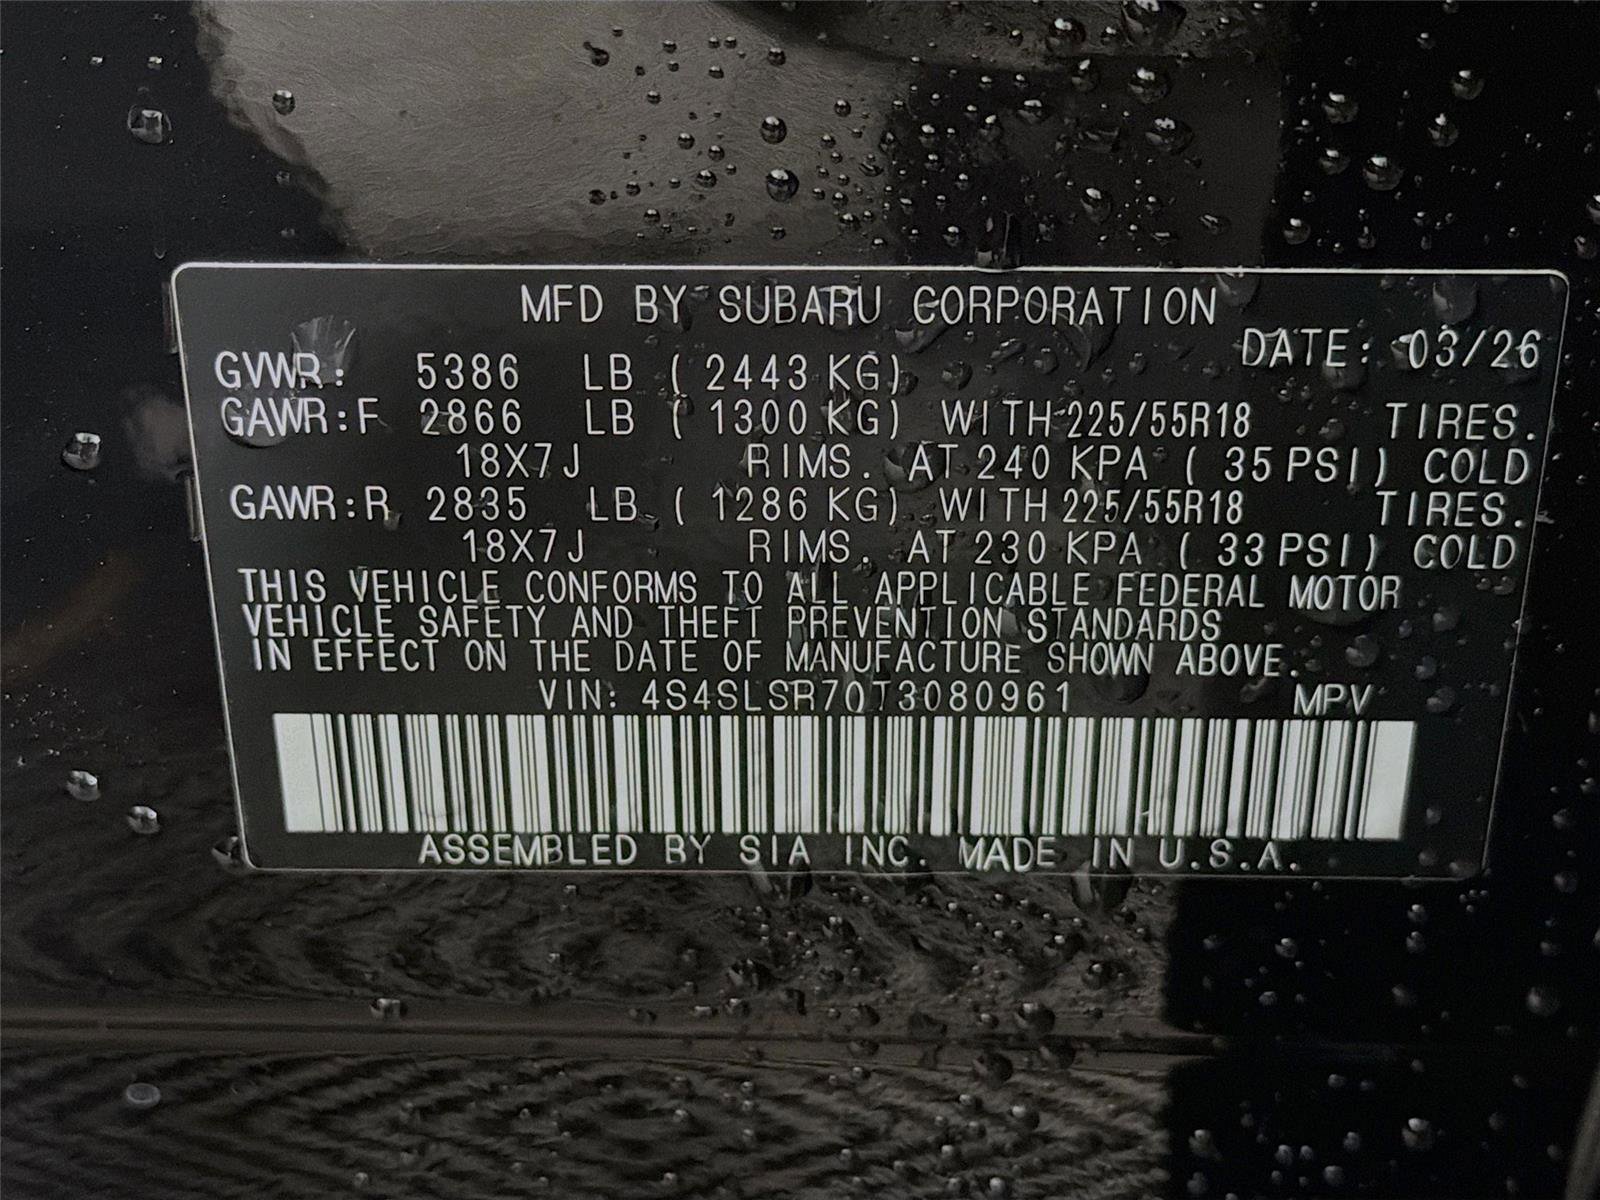 MFD BY SUBARU CORPORATION
DATE: 03/26
GVWR: 5386 LB ( 2443 KG)
GAWR:F 2866 LB ( 1300 KG) WITH 225/55R18 TIRES.
18X7J RIMS. AT 240 KPA ( 35 PSI) COLD
GAWR:R 2835 LB ( 1286 KG) WITH 225/55R18 TIRES.
18X7J RIMS. AT 230 KPA ( 33 PSI) COLD
THIS VEHICLE CONFORMS TO ALL APPLICABLE FEDERAL MOTOR
VEHICLE SAFETY AND THEFT PREVENTION STANDARDS
IN EFFECT ON THE DATE OF MANUFACTURE SHOWN ABOVE.
VIN: 4S4SLSR70T3080961 MPV
ASSEMBLED BY SIA INC. MADE IN U.S.A.